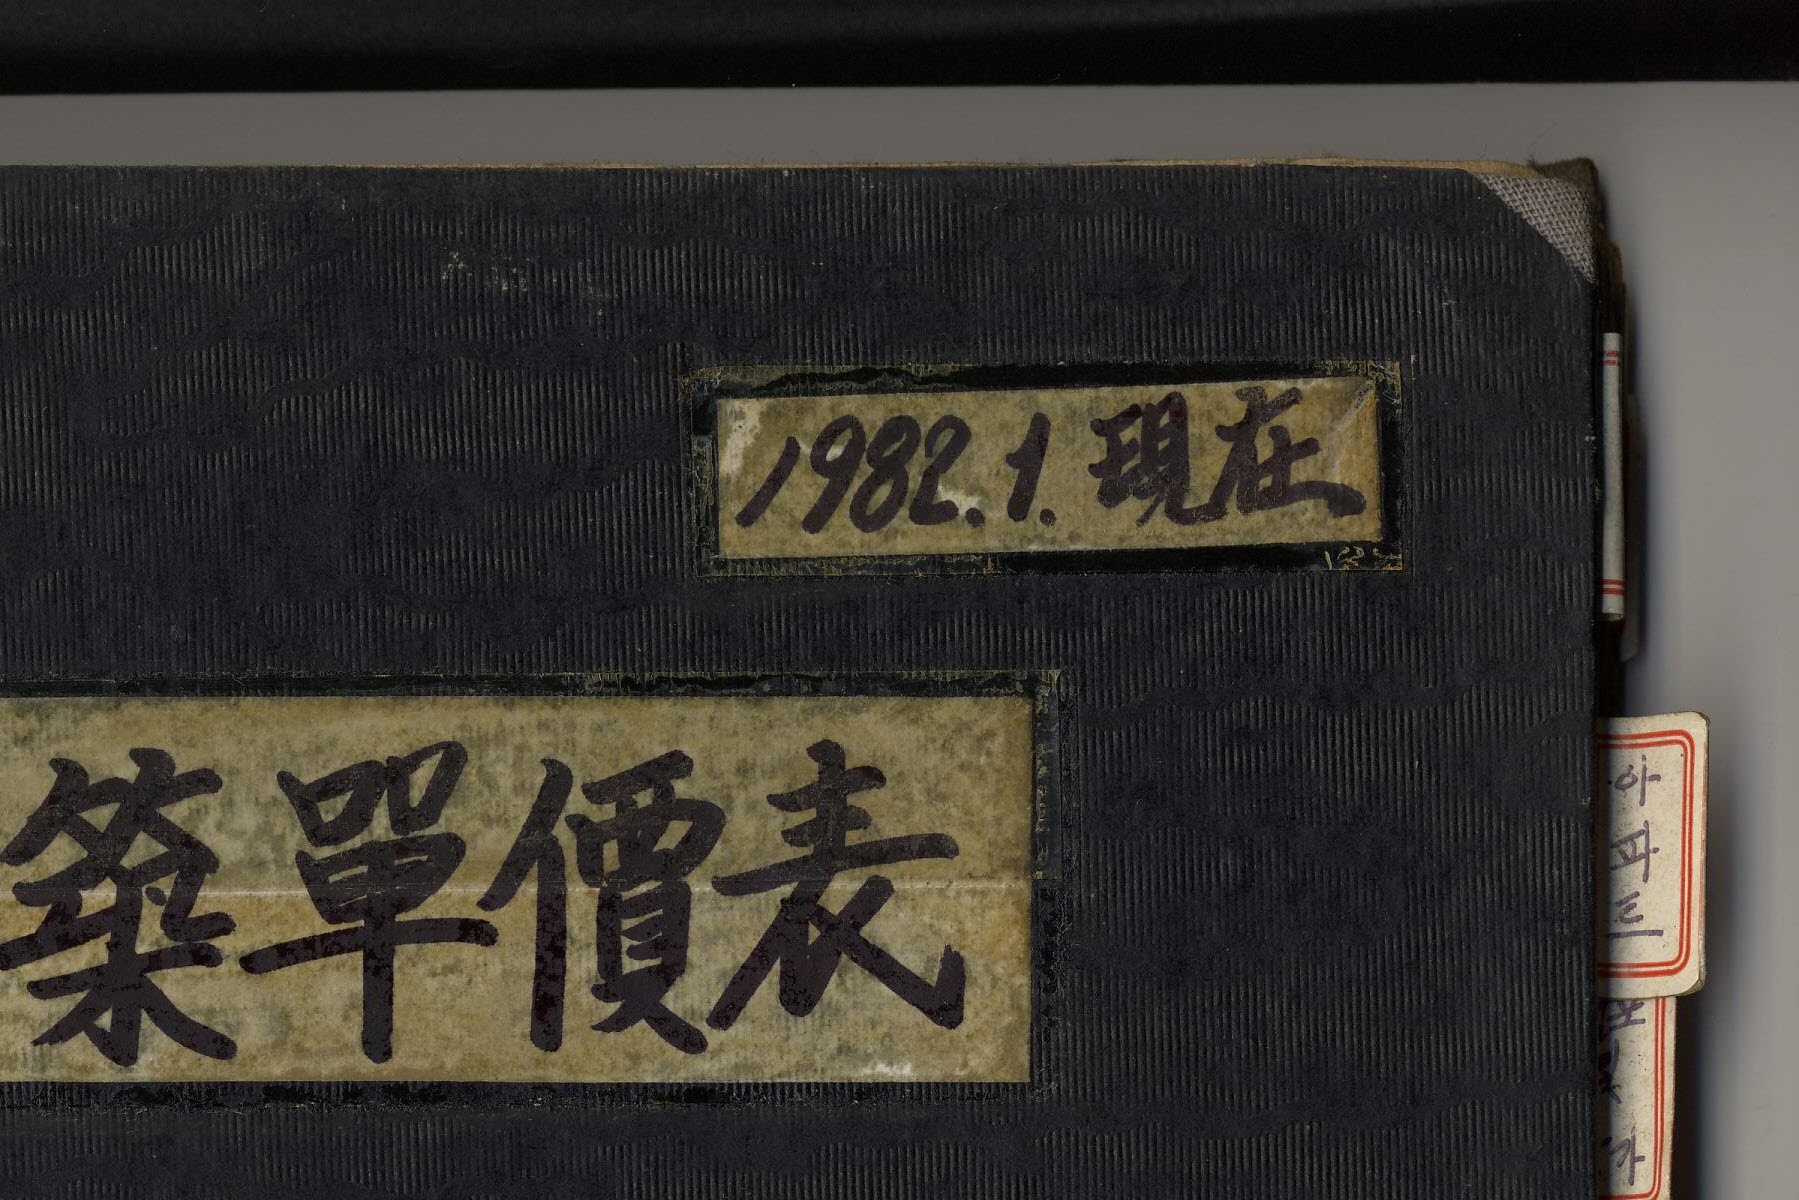 1982.1. 現在
築單價表
아파트